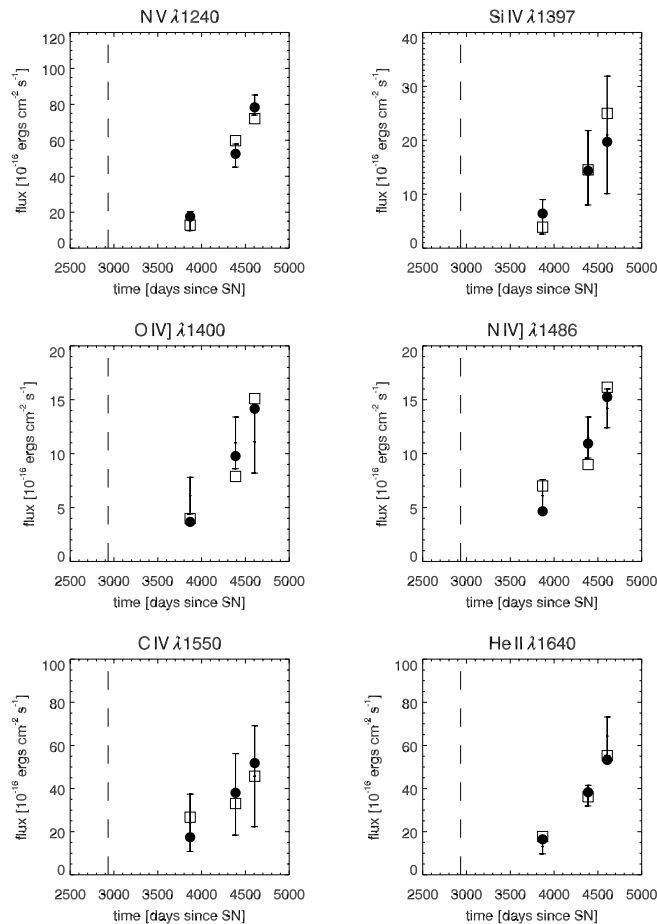 N V λ1240
flux [10⁻¹⁶ ergs cm⁻² s⁻¹]
120
100
80
60
40
20
0
2500 3000 3500 4000 4500 5000
time [days since SN]
Si IV λ1397
flux [10⁻¹⁶ ergs cm⁻² s⁻¹]
40
30
20
10
0
2500 3000 3500 4000 4500 5000
time [days since SN]
O IV] λ1400
flux [10⁻¹⁶ ergs cm⁻² s⁻¹]
20
15
10
5
0
2500 3000 3500 4000 4500 5000
time [days since SN]
N IV] λ1486
flux [10⁻¹⁶ ergs cm⁻² s⁻¹]
20
15
10
5
0
2500 3000 3500 4000 4500 5000
time [days since SN]
C IV λ1550
flux [10⁻¹⁶ ergs cm⁻² s⁻¹]
100
80
60
40
20
0
2500 3000 3500 4000 4500 5000
time [days since SN]
He II λ1640
flux [10⁻¹⁶ ergs cm⁻² s⁻¹]
100
80
60
40
20
0
2500 3000 3500 4000 4500 5000
time [days since SN]